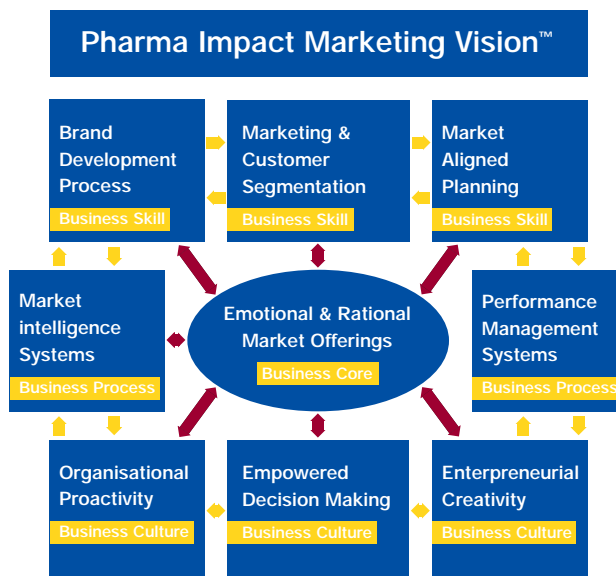 Pharma Impact Marketing Vision™
Brand
Development
Process
Business Skill
Marketing &
Customer
Segmentation
Business Skill
Market
Aligned
Planning
Business Skill
Market
intelligence
Systems
Business Process
Emotional & Rational
Market Offerings
Business Core
Performance
Management
Systems
Business Process
Organisational
Proactivity
Business Culture
Empowered
Decision Making
Business Culture
Enterpreneurial
Creativity
Business Culture